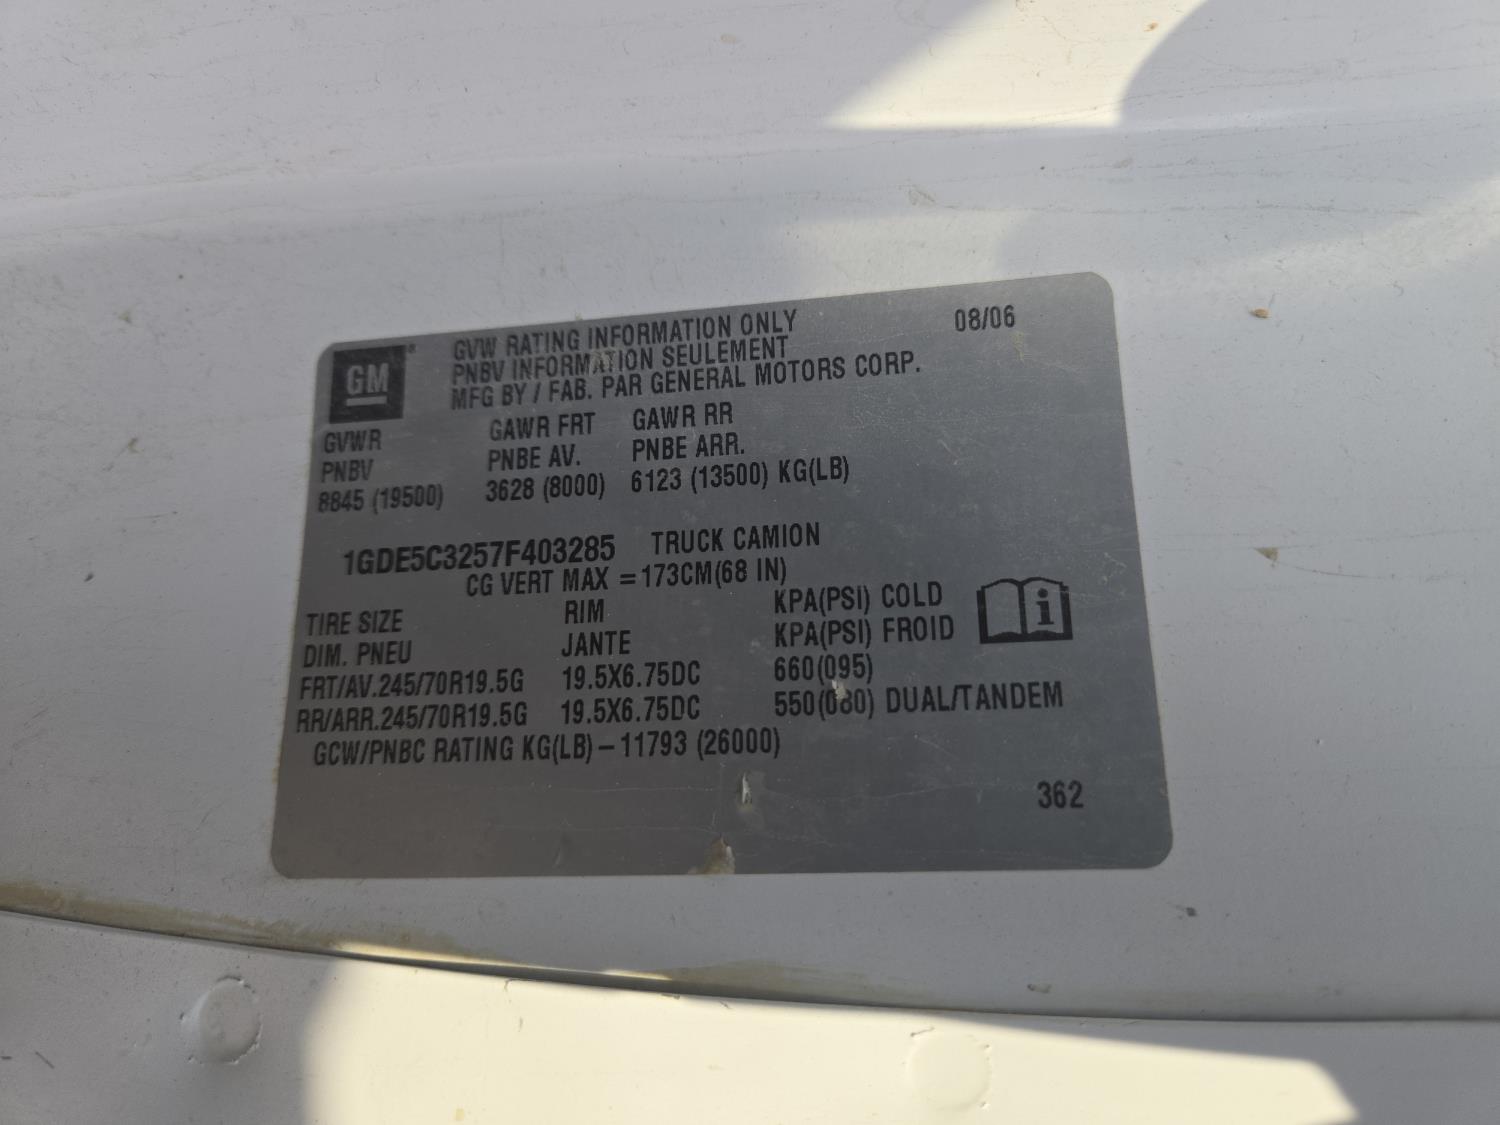 GM®
GVW RATING INFORMATION ONLY 08/06
PNBV INFORMATION SEULEMENT
MFG BY / FAB. PAR GENERAL MOTORS CORP.
GVWR GAWR FRT GAWR RR
PNBV PNBE AV. PNBE ARR.
8845 (19500) 3628 (8000) 6123 (13500) KG(LB)
1GDE5C3257F403285 TRUCK CAMION
CG VERT MAX = 173CM(68 IN)
TIRE SIZE RIM KPA(PSI) COLD
DIM. PNEU JANTE KPA(PSI) FROID
FRT/AV.245/70R19.5G 19.5X6.75DC 660(095)
RR/ARR.245/70R19.5G 19.5X6.75DC 550(080) DUAL/TANDEM
GCW/PNBC RATING KG(LB)–11793 (26000)
362